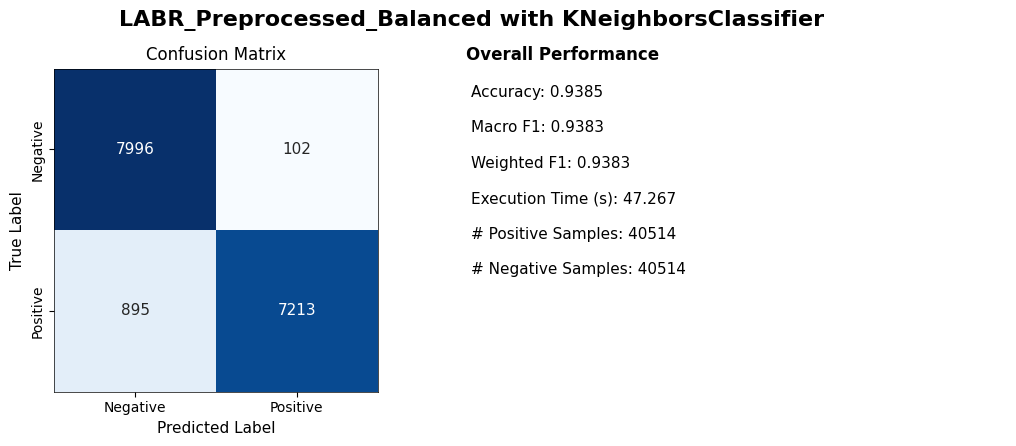 LABR_Preprocessed_Balanced with KNeighborsClassifier
Confusion Matrix
True Label
Negative
7996
102
Positive
895
7213
Negative
Positive
Predicted Label
Overall Performance
Accuracy: 0.9385
Macro F1: 0.9383
Weighted F1: 0.9383
Execution Time (s): 47.267
# Positive Samples: 40514
# Negative Samples: 40514